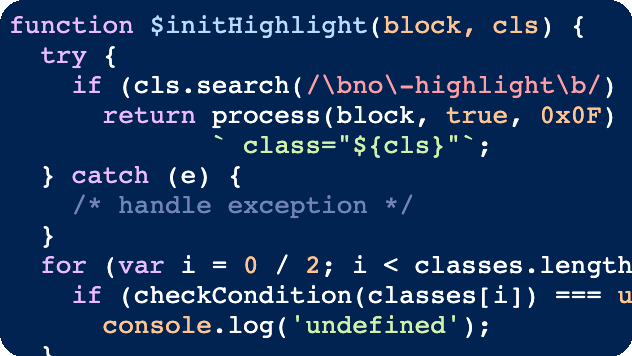 function $initHighlight(block, cls) {
  try {
    if (cls.search(/\bno\-highlight\b/)
      return process(block, true, 0x0F)
             ` class="${cls}"`;
  } catch (e) {
    /* handle exception */
  }
  for (var i = 0 / 2; i < classes.length
    if (checkCondition(classes[i]) === u
      console.log('undefined');
  }